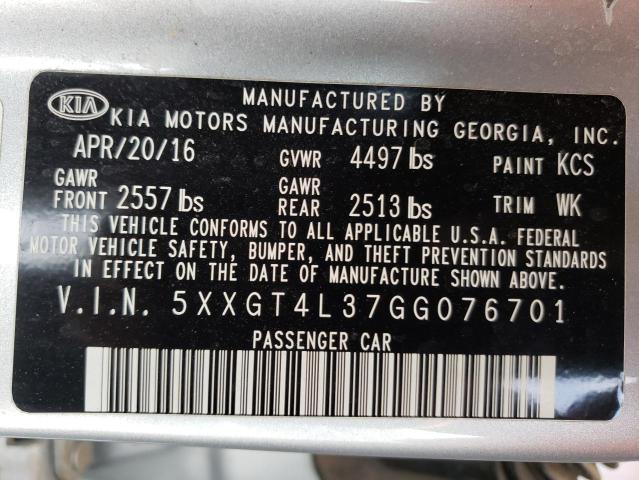 MANUFACTURED BY
KIA KIA MOTORS MANUFACTURING GEORGIA, INC.
APR/20/16 GVWR 4497 lbs PAINT KCS
GAWR GAWR
FRONT 2557 lbs REAR 2513 lbs TRIM WK
THIS VEHICLE CONFORMS TO ALL APPLICABLE U.S.A. FEDERAL
MOTOR VEHICLE SAFETY, BUMPER, AND THEFT PREVENTION STANDARDS
IN EFFECT ON THE DATE OF MANUFACTURE SHOWN ABOVE.
V.I.N. 5XXGT4L37GG076701
PASSENGER CAR